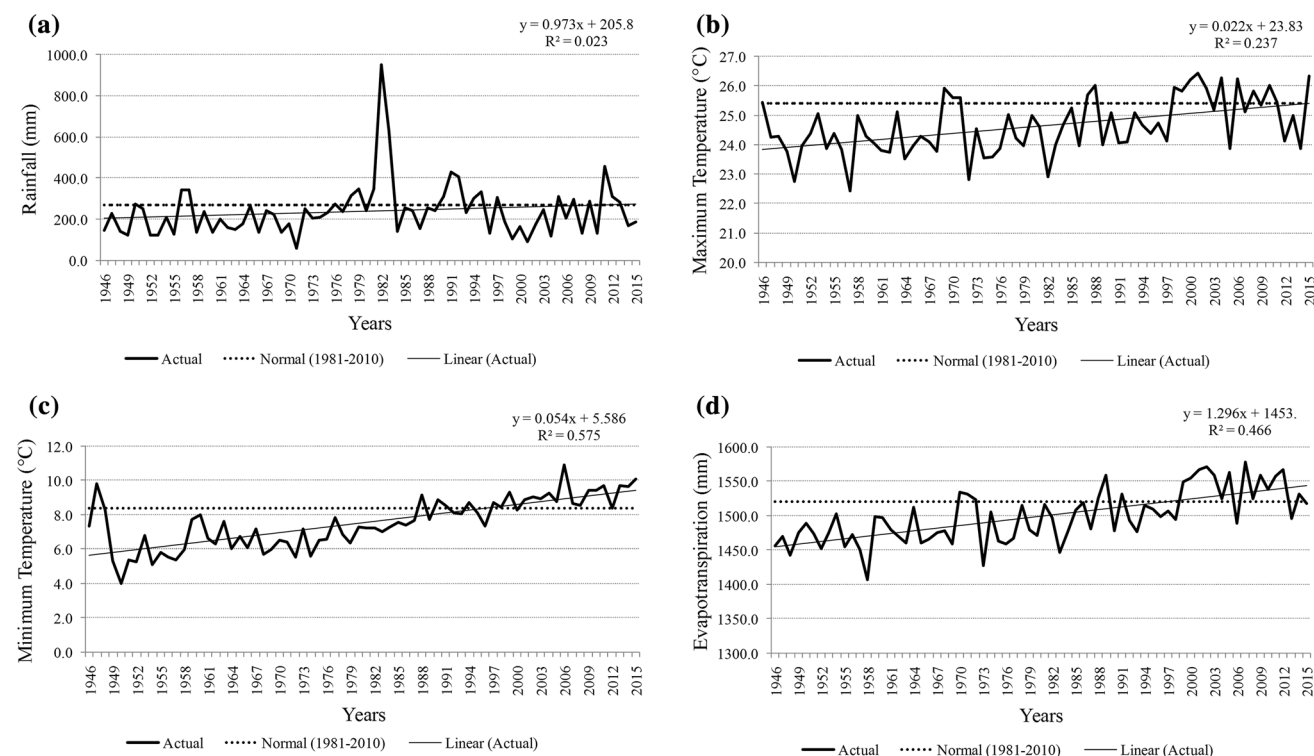 (a)
y = 0.973x + 205.8
R² = 0.023
Rainfall (mm)
1000.0
800.0
600.0
400.0
200.0
0.0
1946 1949 1952 1955 1958 1961 1964 1967 1970 1973 1976 1979 1982 1985 1988 1991 1994 1997 2000 2003 2006 2009 2012 2015
Years
Actual Normal (1981-2010) Linear (Actual)
(b)
y = 0.022x + 23.83
R² = 0.237
Maximum Temperature (°C)
27.0
26.0
25.0
24.0
23.0
22.0
21.0
20.0
1946 1949 1952 1955 1958 1961 1964 1967 1970 1973 1976 1979 1982 1985 1988 1991 1994 1997 2000 2003 2006 2009 2012 2015
Years
Actual Normal (1981-2010) Linear (Actual)
(c)
y = 0.054x + 5.586
R² = 0.575
Minimum Temperature (°C)
12.0
10.0
8.0
6.0
4.0
2.0
0.0
1946 1949 1952 1955 1958 1961 1964 1967 1970 1973 1976 1979 1982 1985 1988 1991 1994 1997 2000 2003 2006 2009 2012 2015
Years
Actual Normal (1981-2010) Linear (Actual)
(d)
y = 1.296x + 1453.
R² = 0.466
Evapotranspiration (mm)
1600.0
1550.0
1500.0
1450.0
1400.0
1350.0
1300.0
1946 1949 1952 1955 1958 1961 1964 1967 1970 1973 1976 1979 1982 1985 1988 1991 1994 1997 2000 2003 2006 2009 2012 2015
Years
Actual Normal (1981-2010) Linear (Actual)